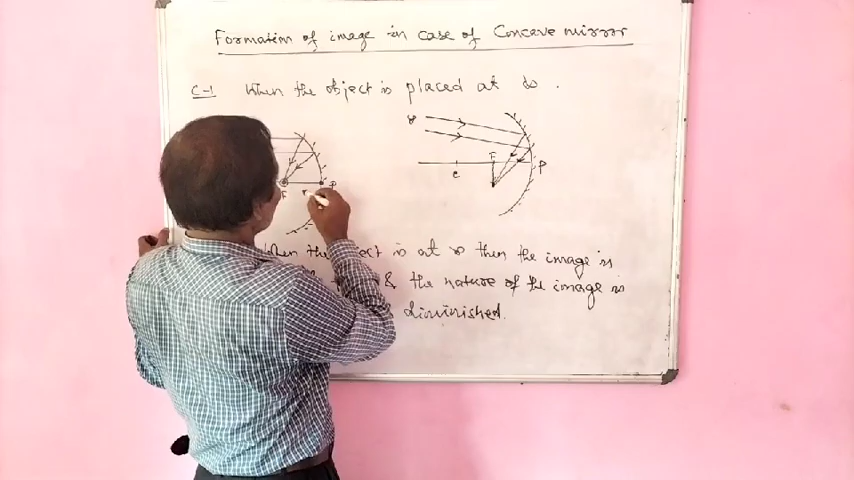 Formation of image in case of Concave mirror
C-1 When the object is placed at ∞.
∞
F P
F P
C
When the object is at ∞ then the image is
& the nature of the image is
diminished.